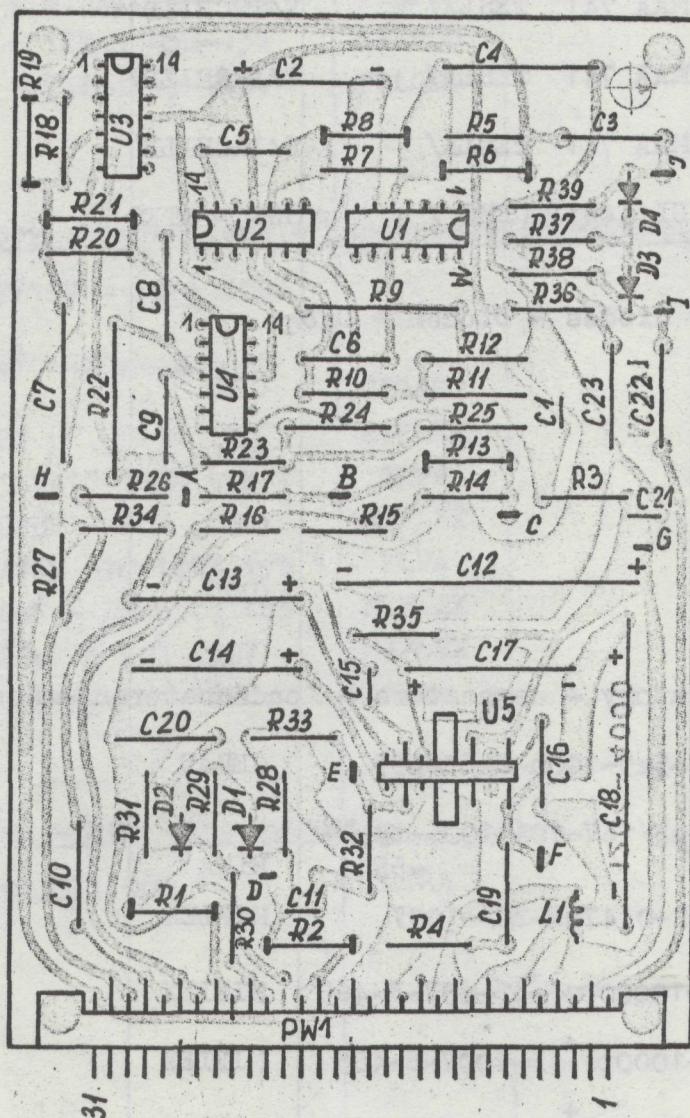 R19
R18
1
14
U3
+
C2
-
C4
C3
C5
R8
R7
R5
R6
J
14
1
U2
1
U1
14
R39
R37
R38
R36
D4
D3
I
R21
R20
C8
R9
1
14
U4
C6
R10
R24
R12
R11
R25
C1
C23
C22
C7
R22
C9
R23
R13
H
R26
A
R17
B
R14
R3
C21
R34
R16
R15
C
G
R27
-
C13
+
-
C12
+
R35
-
C14
+
C15
C17
+
-
U5
C20
R33
E
C16
+
C18
-
R31
D2
R29
D1
R28
R32
F
C10
R1
D
R30
C11
R2
R4
C19
L1
PW1
31
1